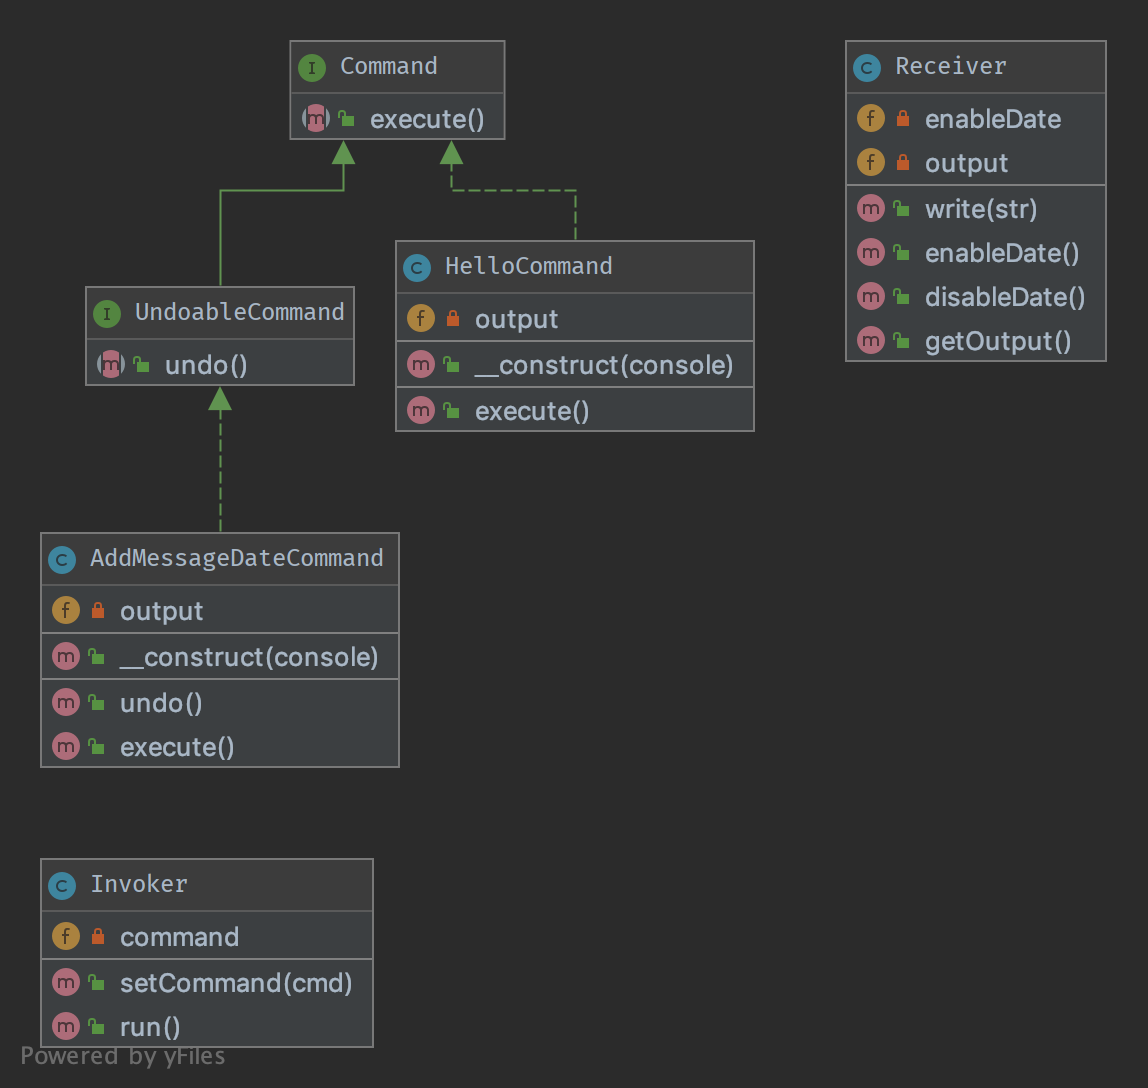 I Command
m execute()
C Receiver
f enableDate
f output
m write(str)
m enableDate()
m disableDate()
m getOutput()
C HelloCommand
f output
m __construct(console)
m execute()
I UndoableCommand
m undo()
C AddMessageDateCommand
f output
m __construct(console)
m undo()
m execute()
C Invoker
f command
m setCommand(cmd)
m run()
Powered by yFiles